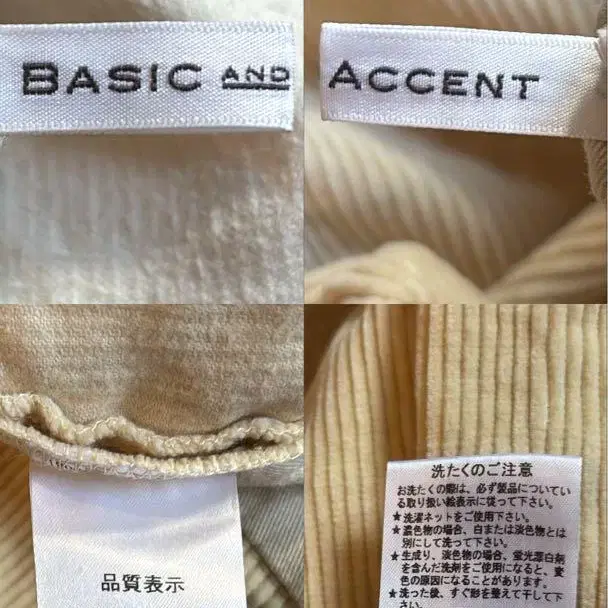 BASIC AND
ACCENT
品質表示
洗たくのご注意
お洗たくの際は、必ず製品についている
取り扱い絵表示に従って下さい。
★洗濯ネットをご使用下さい。
★濃色物の場合、白または淡色物とは
別にして洗って下さい。
★生成り、淡色物の場合、蛍光漂白剤
を含んだ洗剤をご使用になると、変
色の原因になることがあります。
★洗った後、すぐ形を整えて干して下
さい。